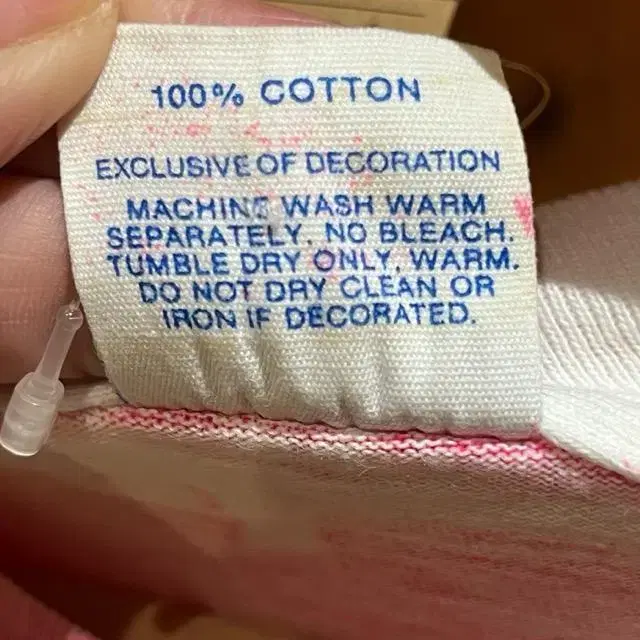 100% COTTON
EXCLUSIVE OF DECORATION
MACHINE WASH WARM
SEPARATELY. NO BLEACH.
TUMBLE DRY ONLY, WARM.
DO NOT DRY CLEAN OR
IRON IF DECORATED.